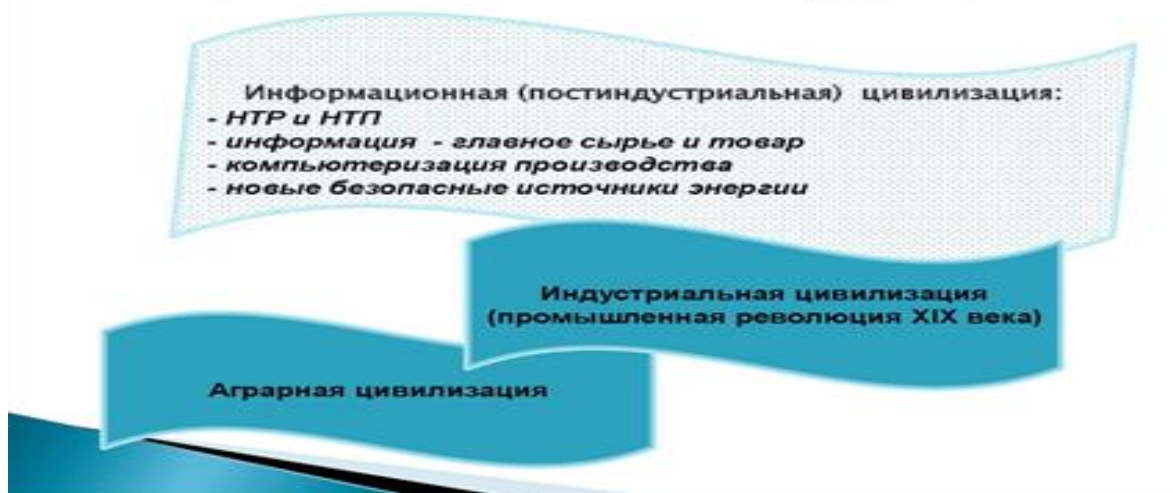 Информационная (постиндустриальная) цивилизация:
- НТР и НТП
- информация - главное сырье и товар
- компьютеризация производства
- новые безопасные источники энергии
Индустриальная цивилизация
(промышленная революция XIX века)
Аграрная цивилизация